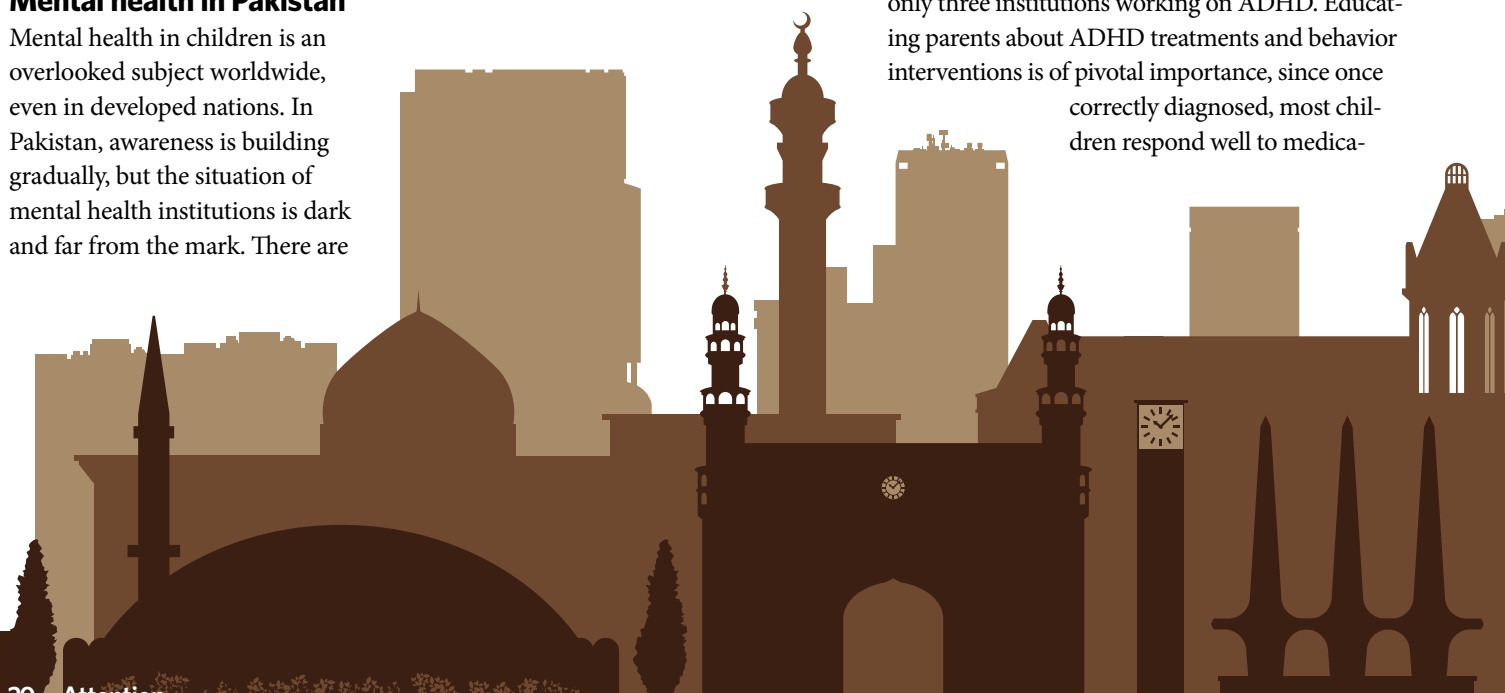 Mental health in Pakistan
Mental health in children is an
overlooked subject worldwide,
even in developed nations. In
Pakistan, awareness is building
gradually, but the situation of
mental health institutions is dark
and far from the mark. There are
only three institutions working on ADHD. Educat-
ing parents about ADHD treatments and behavior
interventions is of pivotal importance, since once
correctly diagnosed, most chil-
dren respond well to medica-
20 Attention